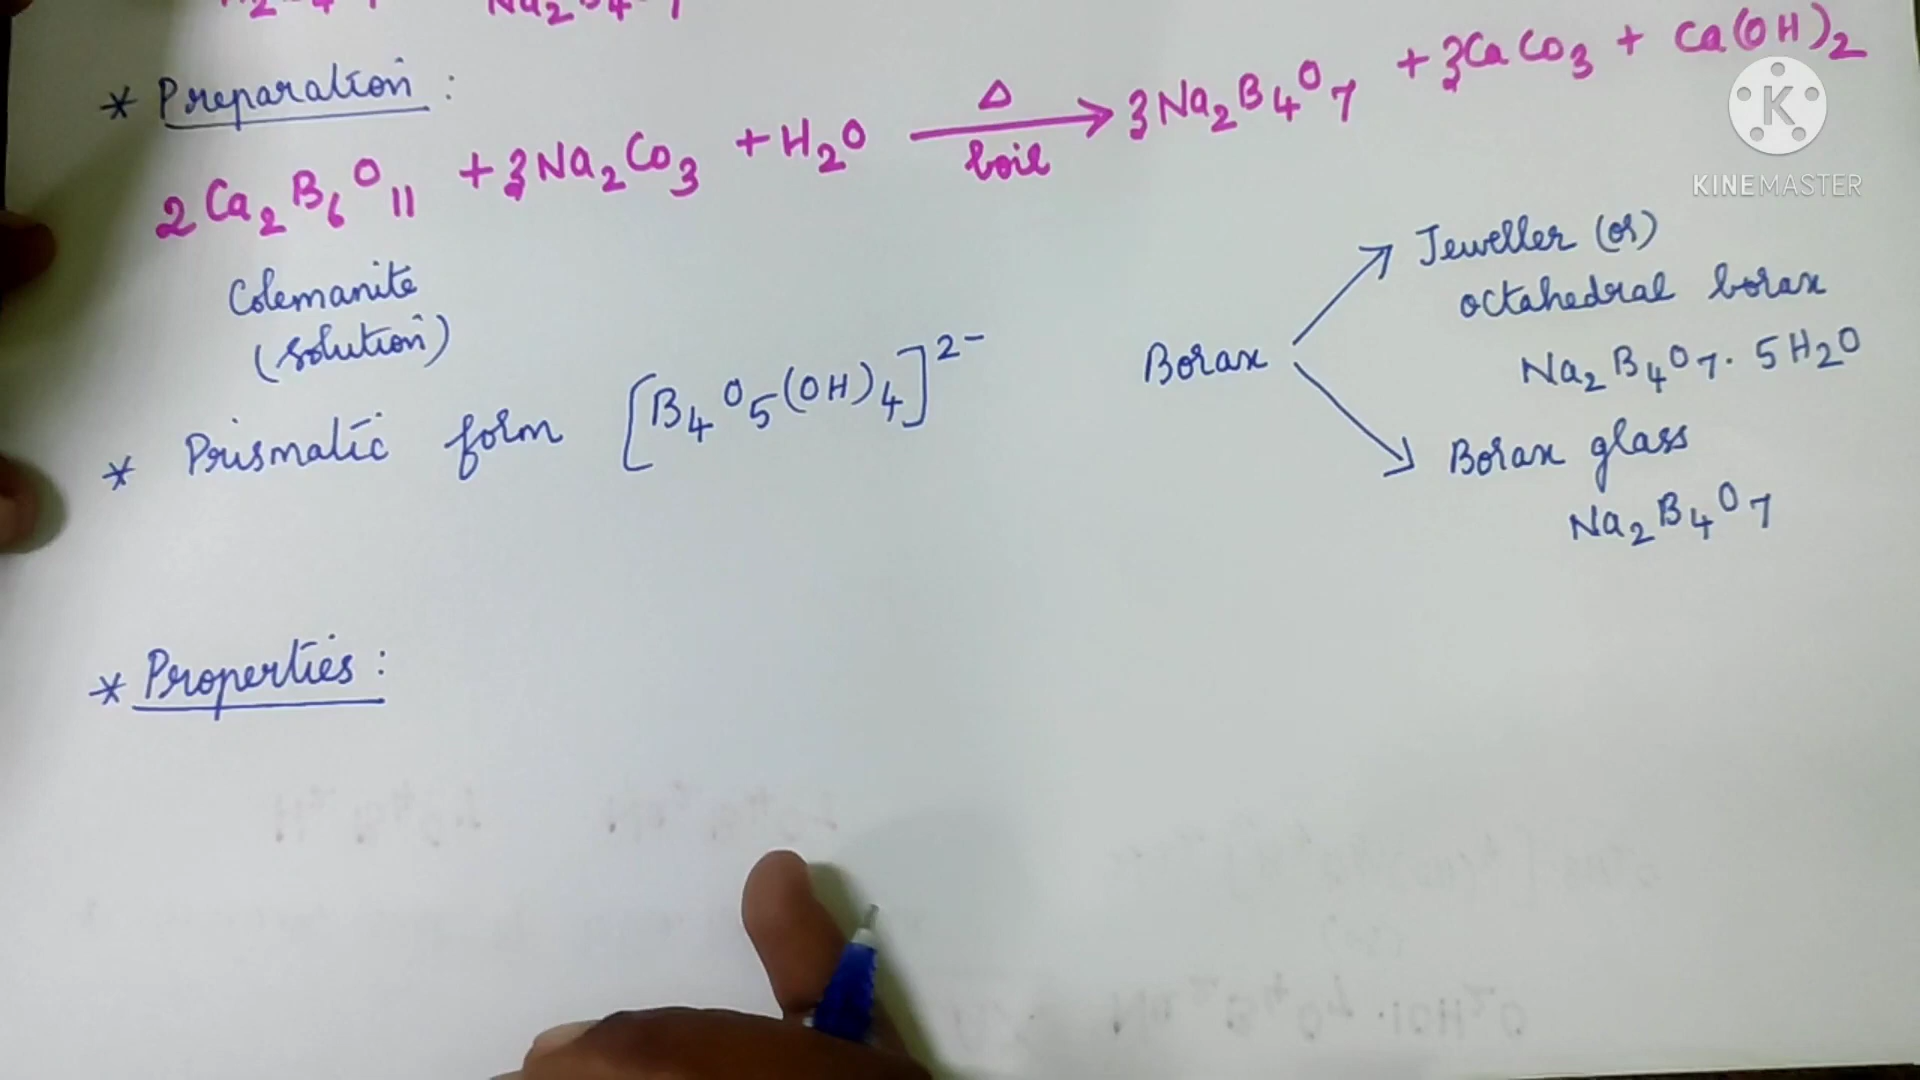 * Preparation :
2Ca₂B₆O₁₁ + 3Na₂Co₃ + H₂O —Δ boil→ 3Na₂B₄O₇ + 3CaCo₃ + Ca(OH)₂
Colemanite
(solution)
* Prismatic form [B₄O₅(OH)₄]²⁻
Borax
Jeweller (or)
octahedral borax
Na₂B₄O₇. 5H₂O
Borax glass
Na₂B₄O₇
* Properties :
K
KINEMASTER